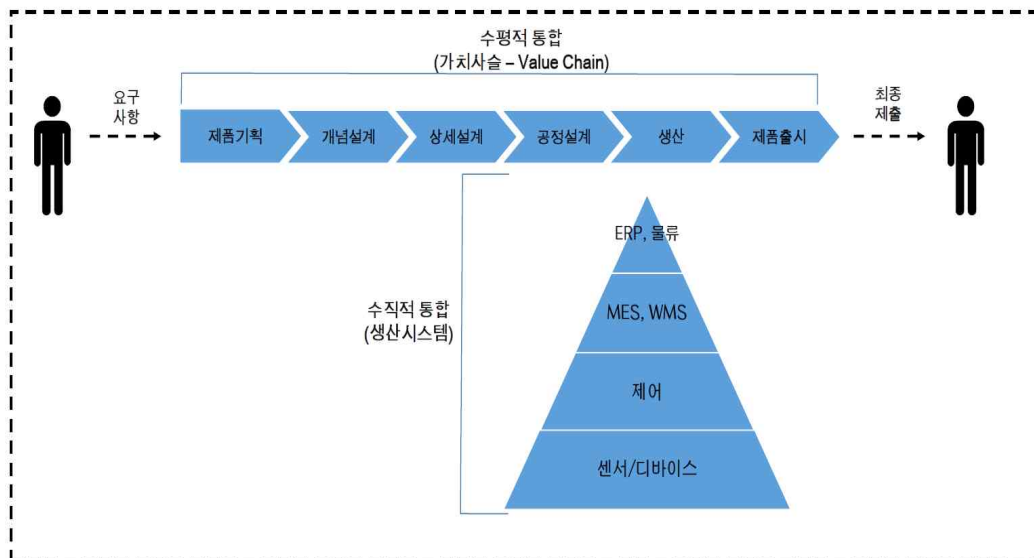 수평적 통합
(가치사슬 – Value Chain)
요구
사항
제품기획
개념설계
상세설계
공정설계
생산
제품출시
최종
제출
수직적 통합
(생산시스템)
ERP, 물류
MES, WMS
제어
센서/디바이스